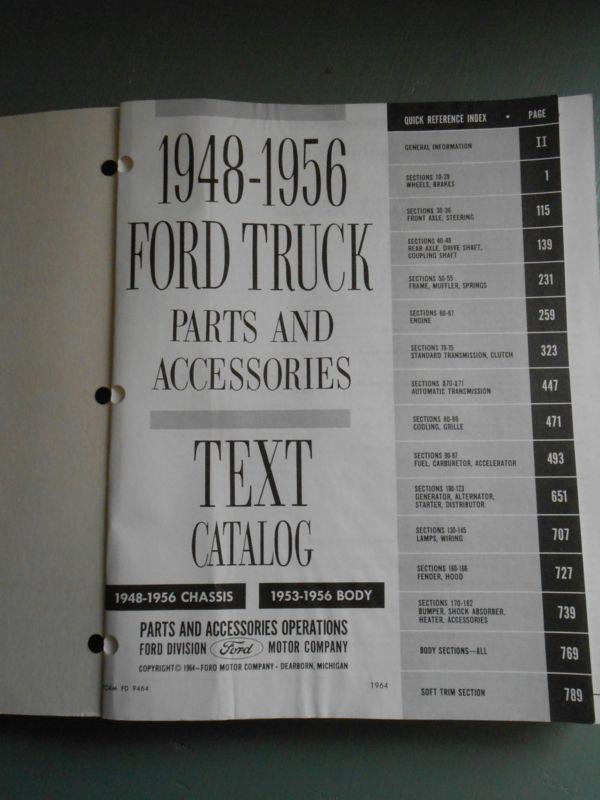 1948-1956
FORD TRUCK
PARTS AND
ACCESSORIES
TEXT
CATALOG
1948-1956 CHASSIS
1953-1956 BODY
PARTS AND ACCESSORIES OPERATIONS
FORD DIVISION Ford MOTOR COMPANY
COPYRIGHT © 1964—FORD MOTOR COMPANY • DEARBORN, MICHIGAN
FORM FD 9464
1964
QUICK REFERENCE INDEX • PAGE
GENERAL INFORMATION II
SECTIONS 10-29
WHEELS, BRAKES 1
SECTIONS 30-36
FRONT AXLE, STEERING 115
SECTIONS 40-48
REAR AXLE, DRIVE SHAFT,
COUPLING SHAFT 139
SECTIONS 50-55
FRAME, MUFFLER, SPRINGS 231
SECTIONS 60-67
ENGINE 259
SECTIONS 70-75
STANDARD TRANSMISSION, CLUTCH 323
SECTIONS A70-A71
AUTOMATIC TRANSMISSION 447
SECTIONS 80-86
COOLING, GRILLE 471
SECTIONS 90-97
FUEL, CARBURETOR, ACCELERATOR 493
SECTIONS 100-123
GENERATOR, ALTERNATOR,
STARTER, DISTRIBUTOR 651
SECTIONS 130-145
LAMPS, WIRING 707
SECTIONS 160-166
FENDER, HOOD 727
SECTIONS 170-182
BUMPER, SHOCK ABSORBER,
HEATER, ACCESSORIES 739
BODY SECTIONS—ALL 769
SOFT TRIM SECTION 789